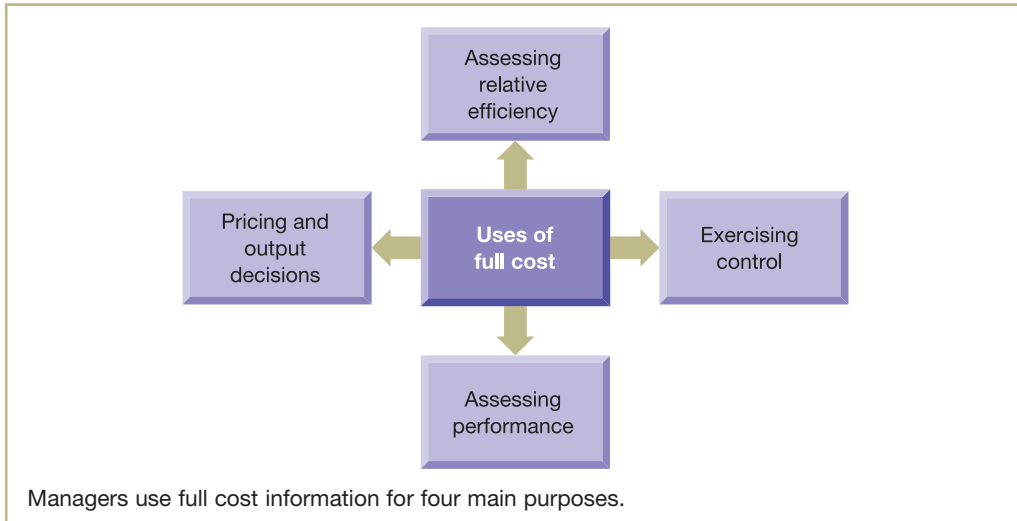 Assessing
relative
efficiency
Pricing and
output
decisions
Uses of
full cost
Exercising
control
Assessing
performance
Managers use full cost information for four main purposes.